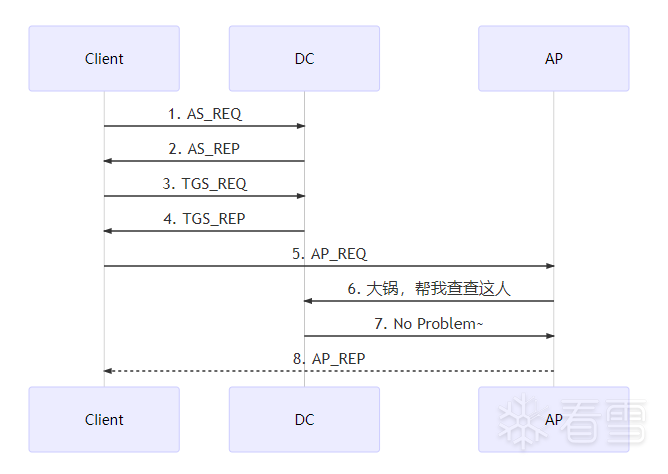 Client DC AP
1. AS_REQ
2. AS_REP
3. TGS_REQ
4. TGS_REP
5. AP_REQ
6. 大锅，帮我查查这人
7. No Problem~
8. AP_REP
Client DC AP
看雪